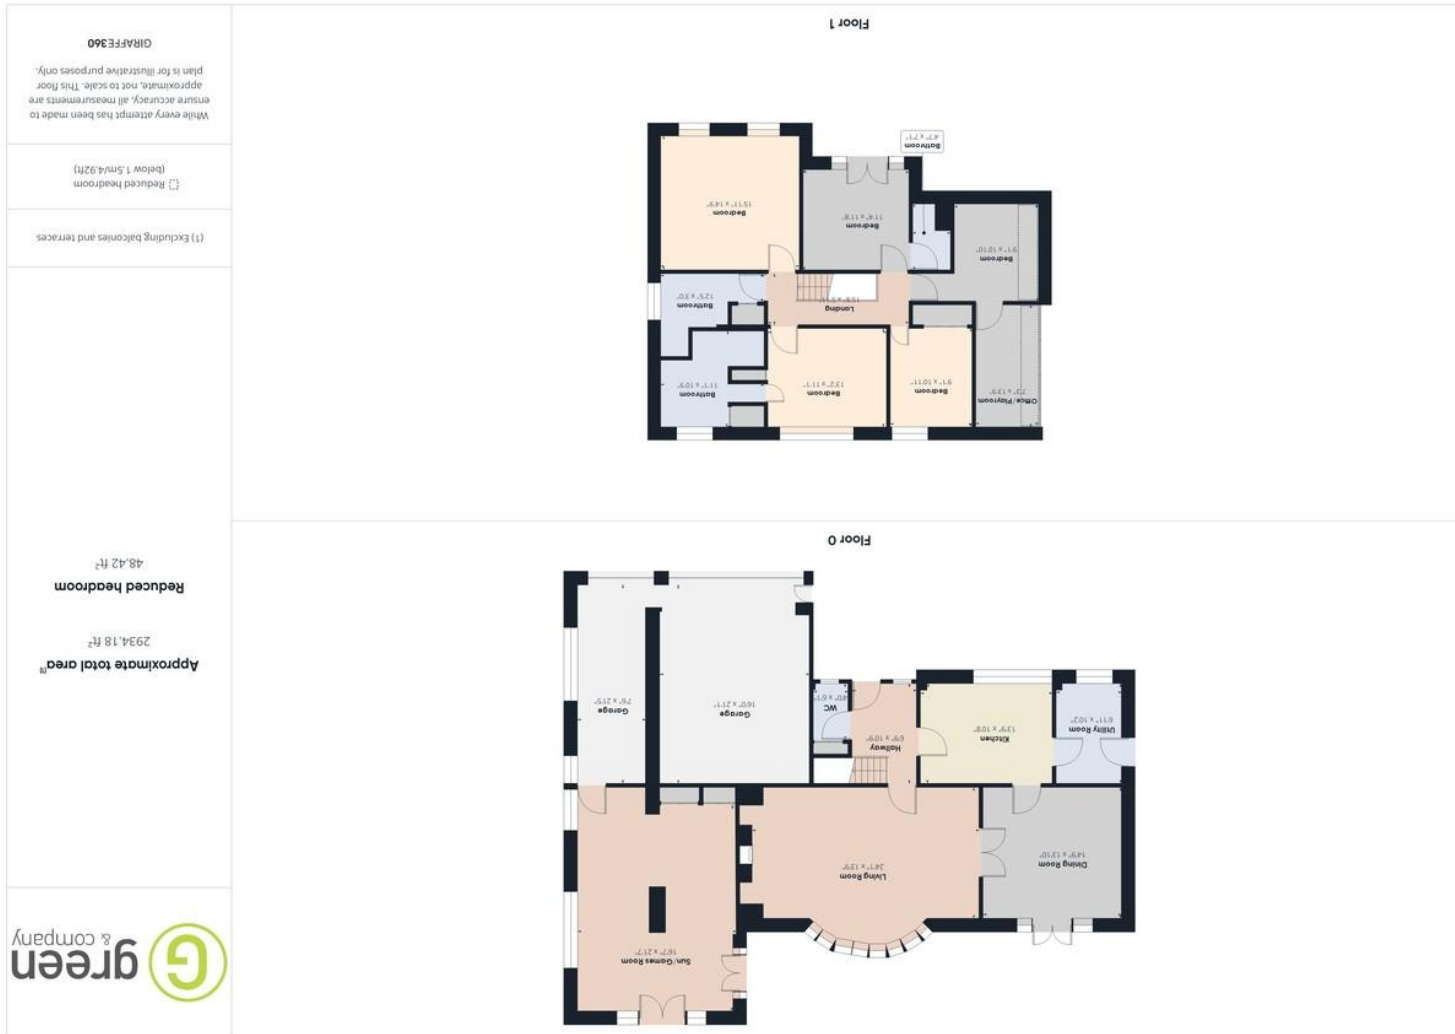 Sun/Games Room
16'7" x 21'7"
Dining Room
14'9" x 13'10"
Living Room
24'1" x 13'9"
Utility Room
6'11" x 10'2"
Kitchen
13'9" x 10'8"
Hallway
6'9" x 10'9"
WC
4'0" x 6'1"
Garage
16'0" x 21'1"
Garage
7'6" x 21'5"
Floor 0
Office/Playroom
7'3" x 13'9"
Bedroom
9'1" x 10'11"
Bedroom
13'2" x 11'1"
Bathroom
11'1" x 10'9"
Landing
15'8" x
Bathroom
12'5" x 3'0"
Bedroom
9'1" x 10'10"
Bedroom
11'4" x 11'8"
Bedroom
15'11" x 14'9"
Bathroom
4'7" x 7'1"
Floor 1
G green
& company
Approximate total area(1)
2934.18 ft²
Reduced headroom
48.42 ft²
(1) Excluding balconies and terraces
Reduced headroom
(below 1.5m/4.92ft)
While every attempt has been made to
ensure accuracy, all measurements are
approximate, not to scale. This floor
plan is for illustrative purposes only.
GIRAFFE360